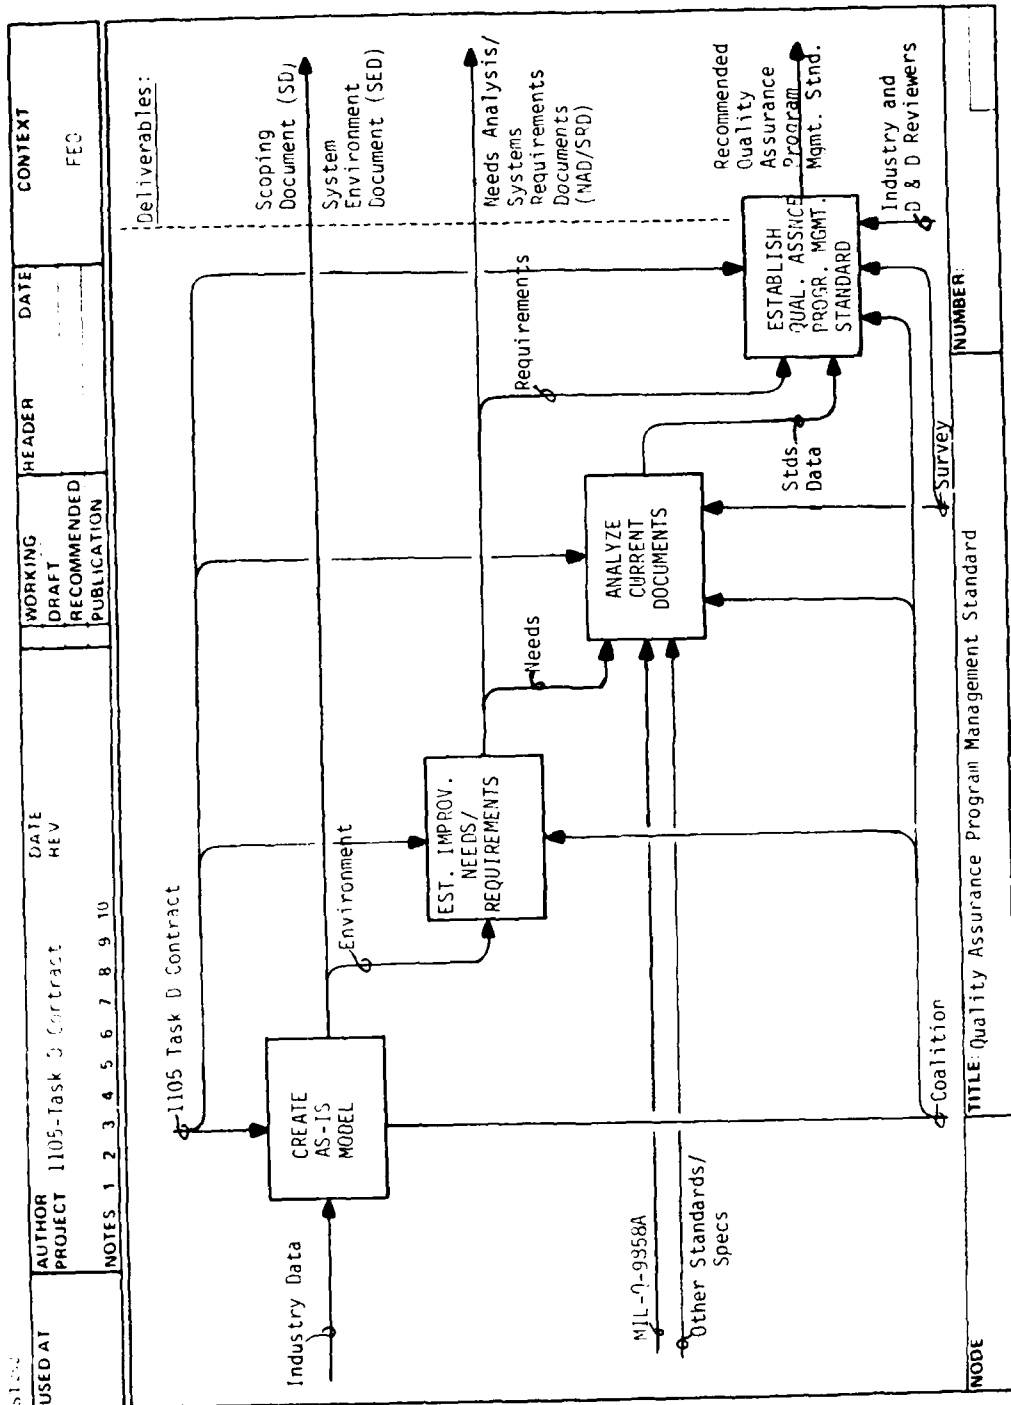 USED AT
AUTHOR
PROJECT 1105-Task D Contract
DATE
REV
WORKING
DRAFT
RECOMMENDED
PUBLICATION
READER
DATE
CONTEXT
NOTES 1 2 3 4 5 6 7 8 9 10
1105 Task D Contract
Deliverables:
Industry Data
CREATE
AS-IS
MODEL
Environment
Scoping
Document (SD)
System
Environment
Document (SED)
EST. IMPROV.
NEEDS/
REQUIREMENTS
Needs
Needs Analysis/
Systems
Requirements
Documents
(NAD/SRD)
Requirements
MIL-Q-9858A
Other Standards/
Specs
ANALYZE
CURRENT
DOCUMENTS
Stds
Data
ESTABLISH
QUAL. ASSNCE
PROGR. MGMT.
STANDARD
Recommended
Quality
Assurance
Program
Mgmt. Stnd.
Industry and
D & D Reviewers
Coalition
Survey
NODE
TITLE: Quality Assurance Program Management Standard
NUMBER: